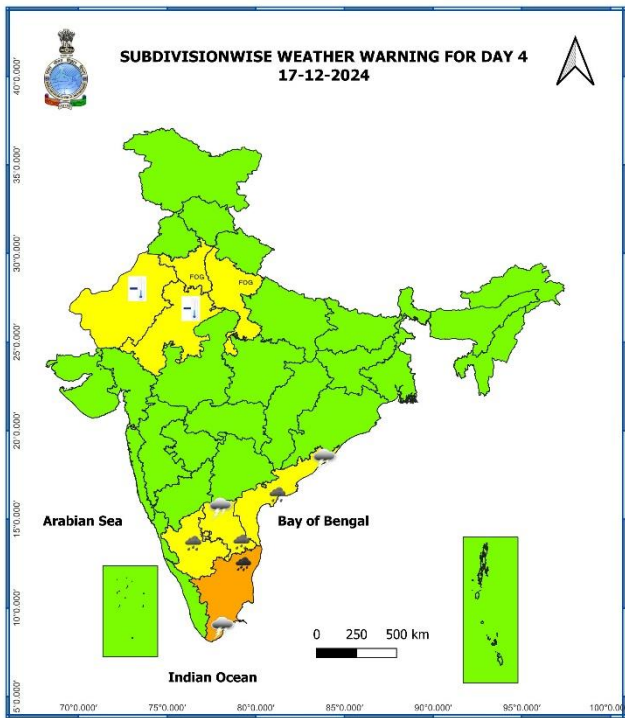 SUBDIVISIONWISE WEATHER WARNING FOR DAY 4
17-12-2024
40°0.000'
35°0.000'
30°0.000'
25°0.000'
20°0.000'
15°0.000'
10°0.000'
5°0.000'
FOG
FOG
Arabian Sea
Bay of Bengal
0 250 500 km
Indian Ocean
70°0.000' 75°0.000' 80°0.000' 85°0.000' 90°0.000' 95°0.000' 100°0.00